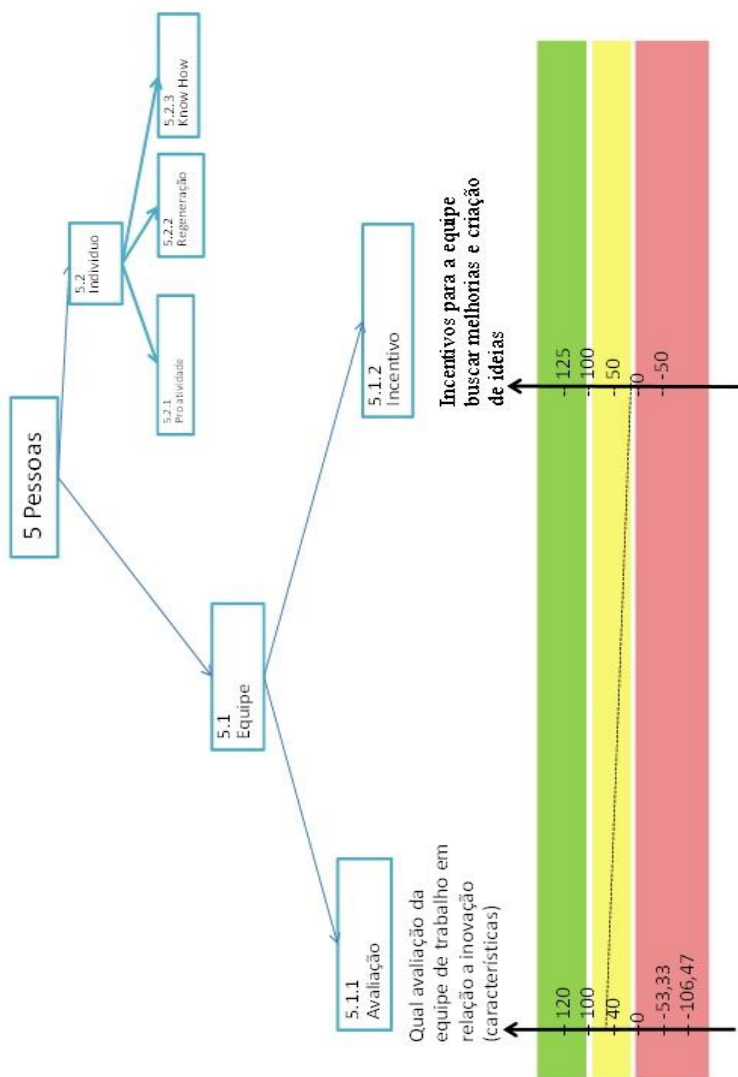 5 Pessoas
5.1
Equipe
5.2
Individuo
5.2.1
Pro atividade
5.2.2
Regeneração
5.2.3
Know How
5.1.1
Avaliação
5.1.2
Incentivo
Qual avaliação da
equipe de trabalho em
relação a inovação
(características)
Incentivos para a equipe
buscar melhorias e criação
de ideias
120
100
40
0
-53,33
-106,47
125
100
50
0
-50